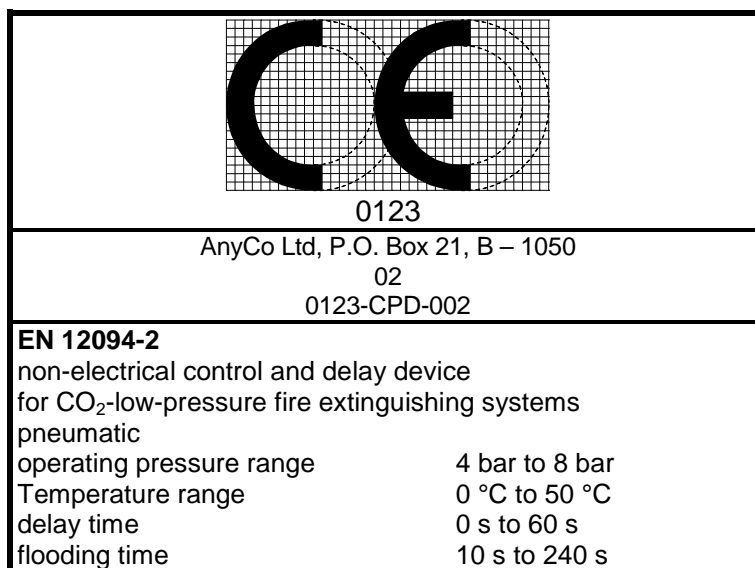 CE
0123
AnyCo Ltd, P.O. Box 21, B – 1050
02
0123-CPD-002
EN 12094-2
non-electrical control and delay device
for CO₂-low-pressure fire extinguishing systems
pneumatic
operating pressure range 4 bar to 8 bar
Temperature range 0 °C to 50 °C
delay time 0 s to 60 s
flooding time 10 s to 240 s